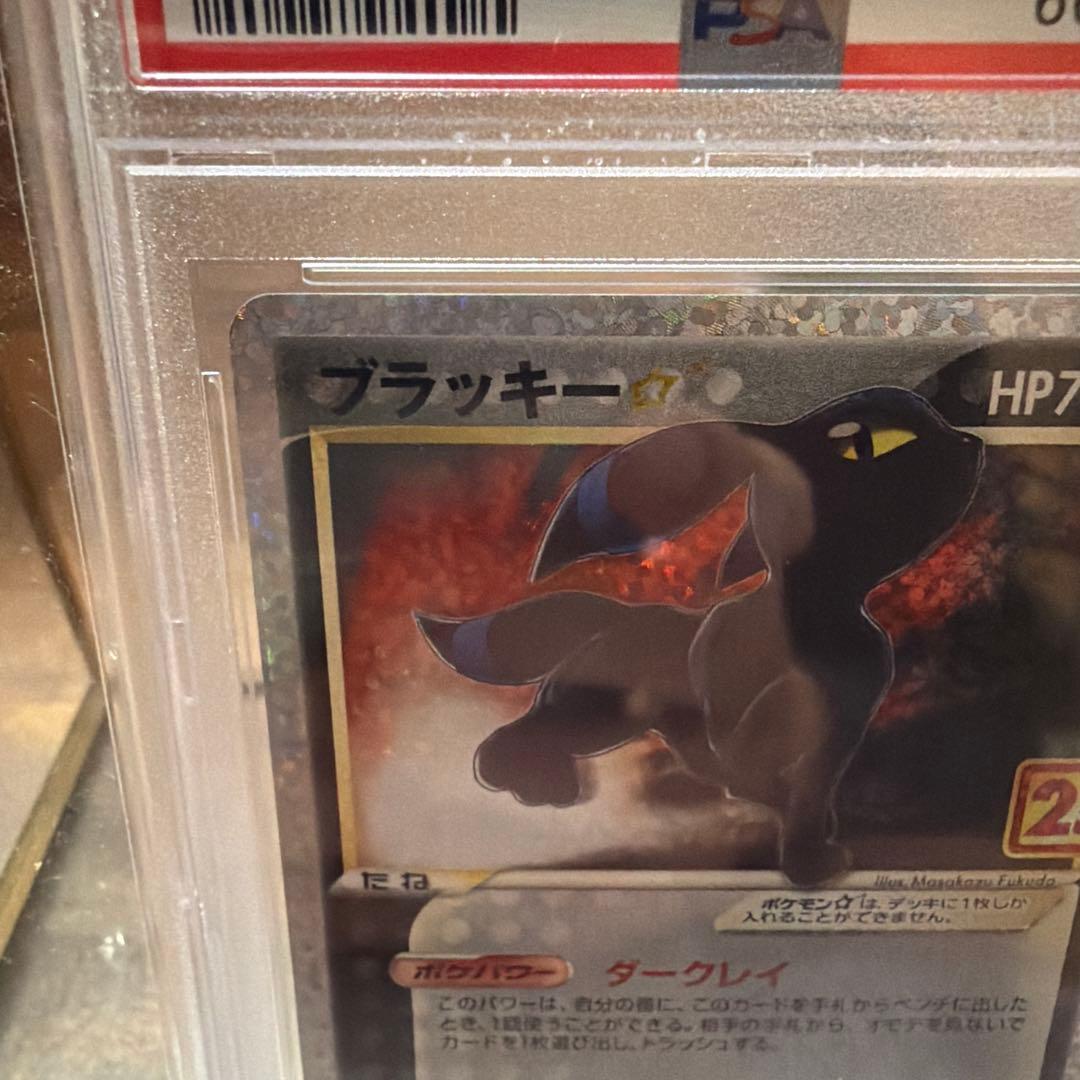 PSA
ブラッキー☆
HP7
2
たね
Illus. Masakazu Fukuda
ポケモン☆は、デッキに1枚しか
入れることができません。
ポケパワー ダークレイ
このパワーは、自分の番に、このカードを手札からベンチに出した
とき、1回使うことができる。相手の手札から、オモテを見ないで
カードを1枚選び出し、トラッシュする。